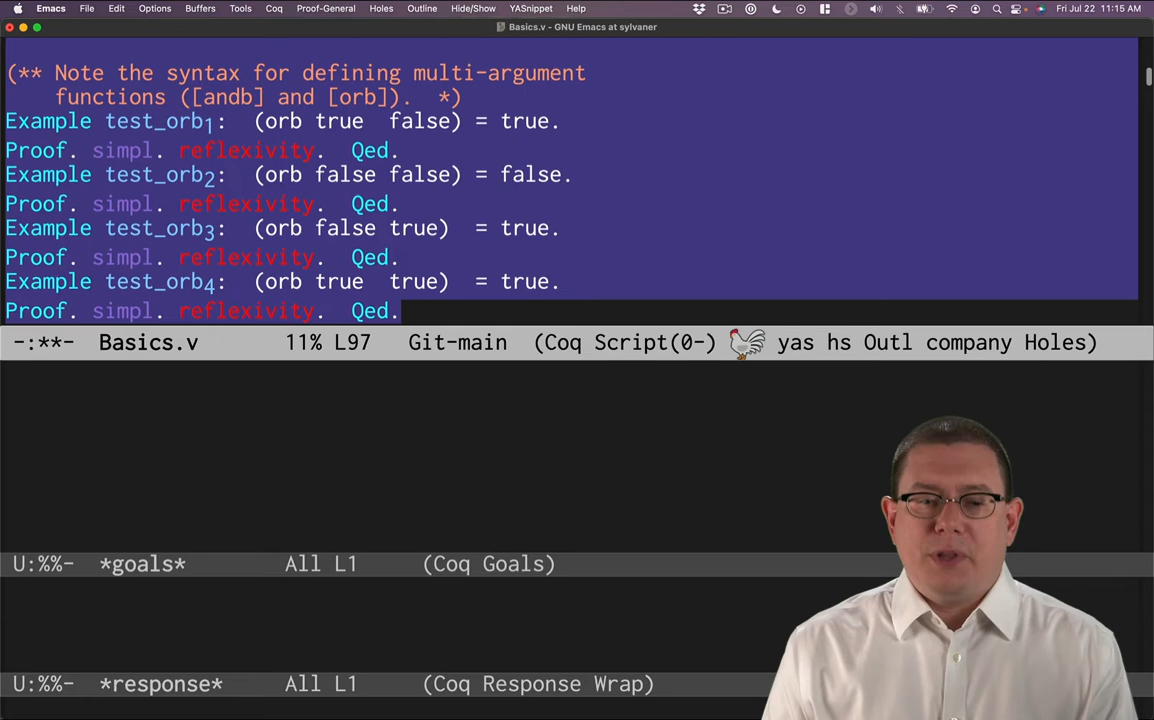 Emacs File Edit Options Buffers Tools Coq Proof-General Holes Outline Hide/Show YASnippet Help Fri Jul 22 11:15 AM
Basics.v - GNU Emacs at sylvaner
(** Note the syntax for defining multi-argument
functions ([andb] and [orb]). *)
Example test_orb1: (orb true false) = true.
Proof. simpl. reflexivity. Qed.
Example test_orb2: (orb false false) = false.
Proof. simpl. reflexivity. Qed.
Example test_orb3: (orb false true) = true.
Proof. simpl. reflexivity. Qed.
Example test_orb4: (orb true true) = true.
Proof. simpl. reflexivity. Qed.
-:**- Basics.v 11% L97 Git-main (Coq Script(0-) yas hs Outl company Holes)
U:%%- *goals* All L1 (Coq Goals)
U:%%- *response* All L1 (Coq Response Wrap)